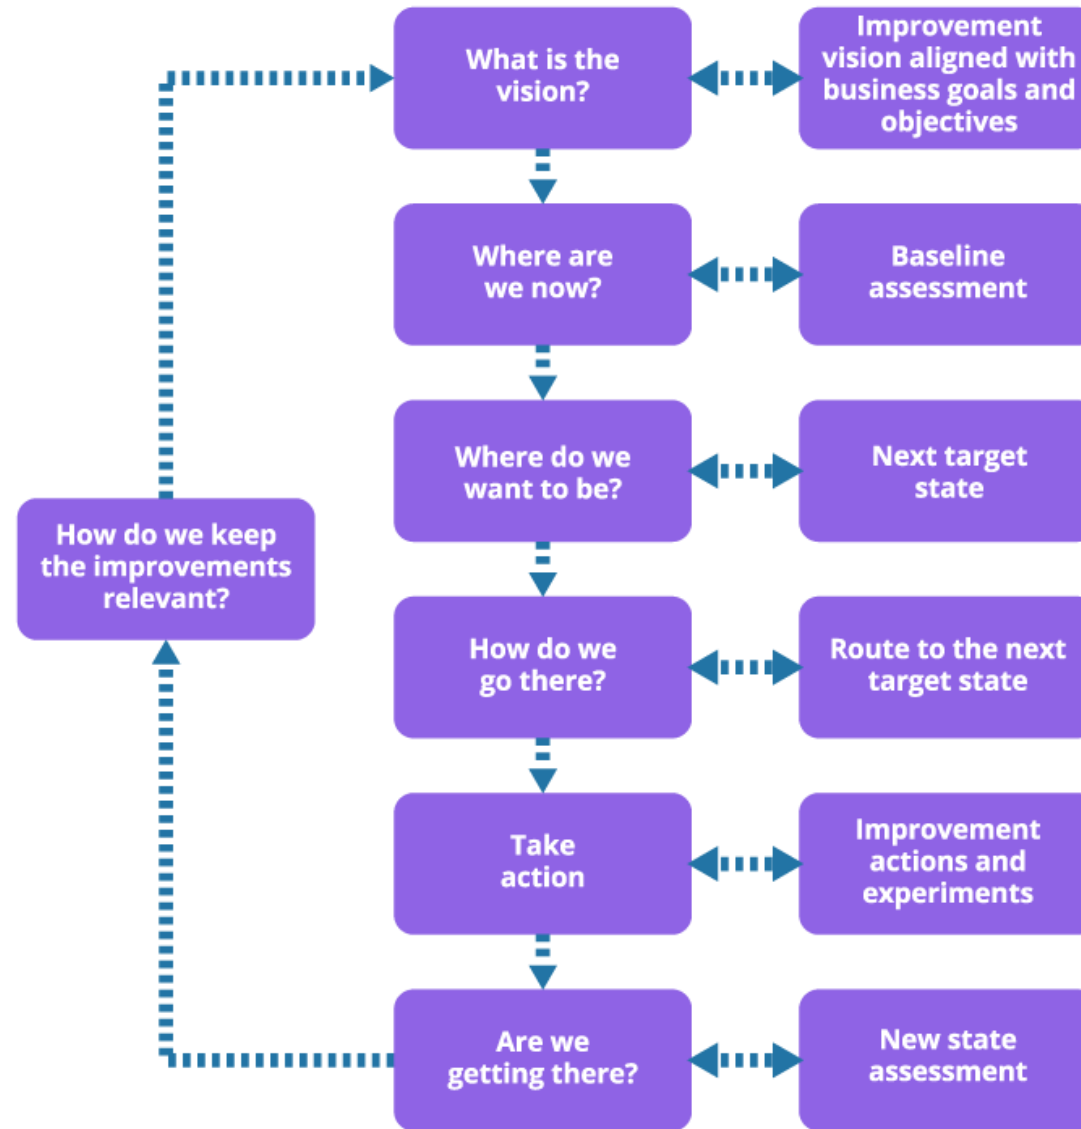 What is the
vision?
Improvement
vision aligned with
business goals and
objectives
Where are
we now?
Baseline
assessment
Where do we
want to be?
Next target
state
How do we keep
the improvements
relevant?
How do we
go there?
Route to the next
target state
Take
action
Improvement
actions and
experiments
Are we
getting there?
New state
assessment